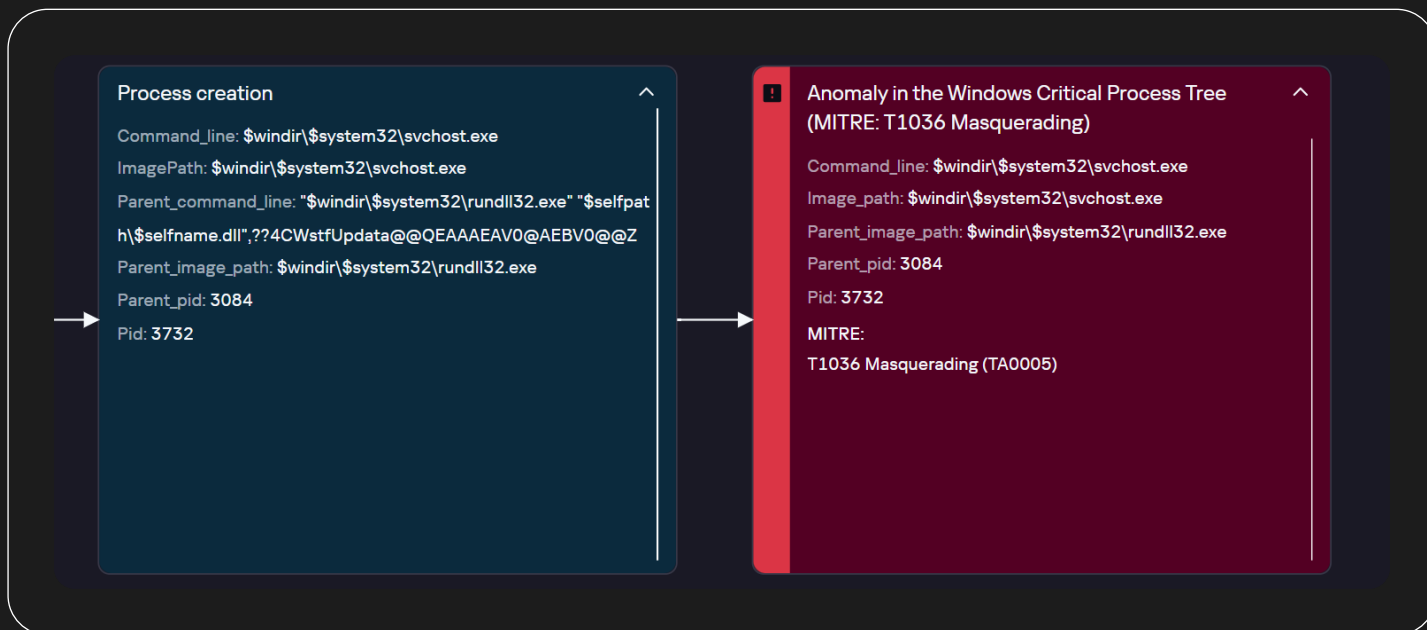 Process creation
Command_line: $windir\$system32\svchost.exe
ImagePath: $windir\$system32\svchost.exe
Parent_command_line: "$windir\$system32\rundll32.exe" "$selfpat
h\$selfname.dll",??4CWstfUpdata@@QEAAAEAV0@AEBV0@@Z
Parent_image_path: $windir\$system32\rundll32.exe
Parent_pid: 3084
Pid: 3732
Anomaly in the Windows Critical Process Tree
(MITRE: T1036 Masquerading)
Command_line: $windir\$system32\svchost.exe
Image_path: $windir\$system32\svchost.exe
Parent_image_path: $windir\$system32\rundll32.exe
Parent_pid: 3084
Pid: 3732
MITRE:
T1036 Masquerading (TA0005)